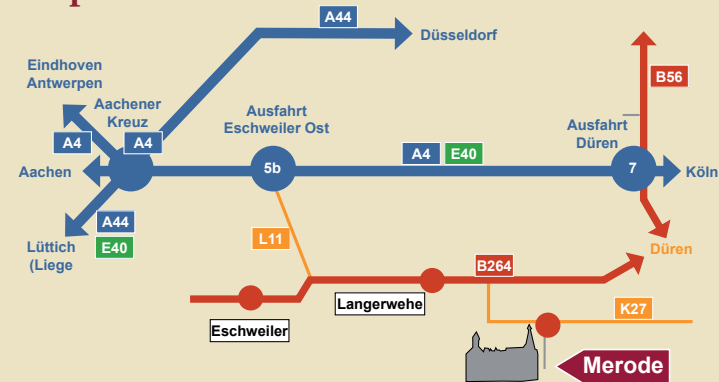 A44
Düsseldorf
Eindhoven
Antwerpen
B56
Aachener
Kreuz
Ausfahrt
Eschweiler Ost
Ausfahrt
Düren
A4
A4
A4
E40
Aachen
5b
7
Köln
A44
Lüttich
(Liege
E40
L11
Düren
B264
Langerwehe
K27
Eschweiler
Merode